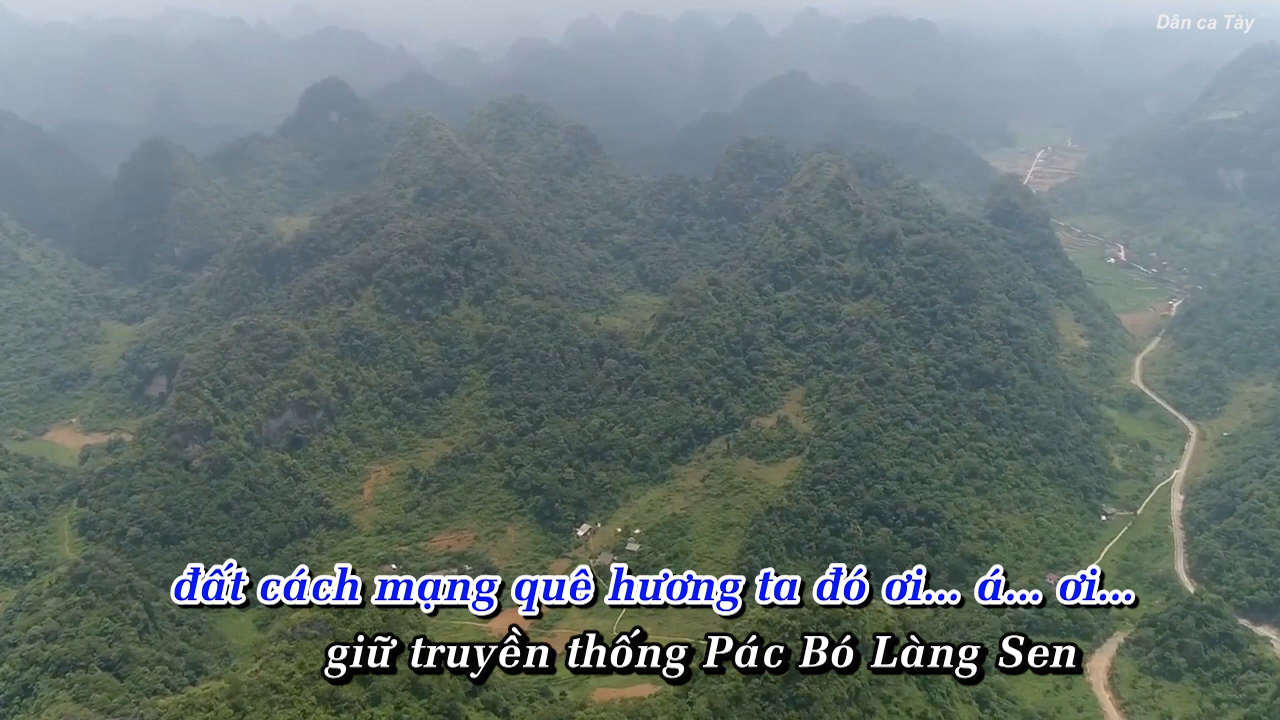 Dân ca Tày
đất cách mạng quê hương ta đó ơi... á... ơi...
giữ truyền thống Pác Bó Làng Sen